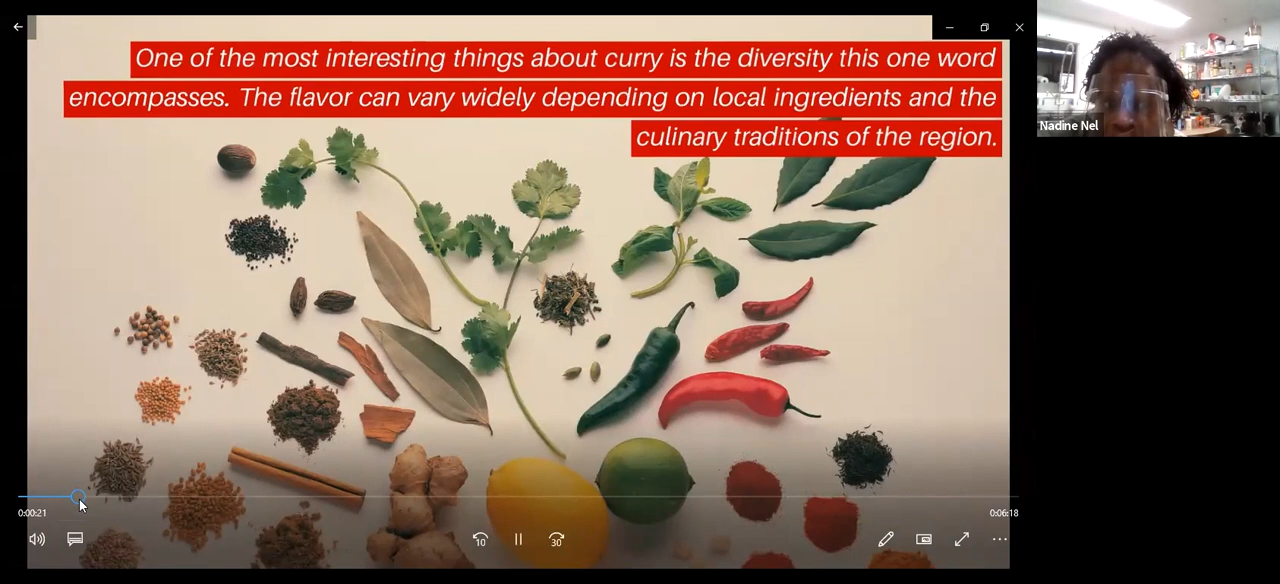 One of the most interesting things about curry is the diversity this one word
encompasses. The flavor can vary widely depending on local ingredients and the
culinary traditions of the region.
Nadine Nel
0:00:21
0:06:18
10
30